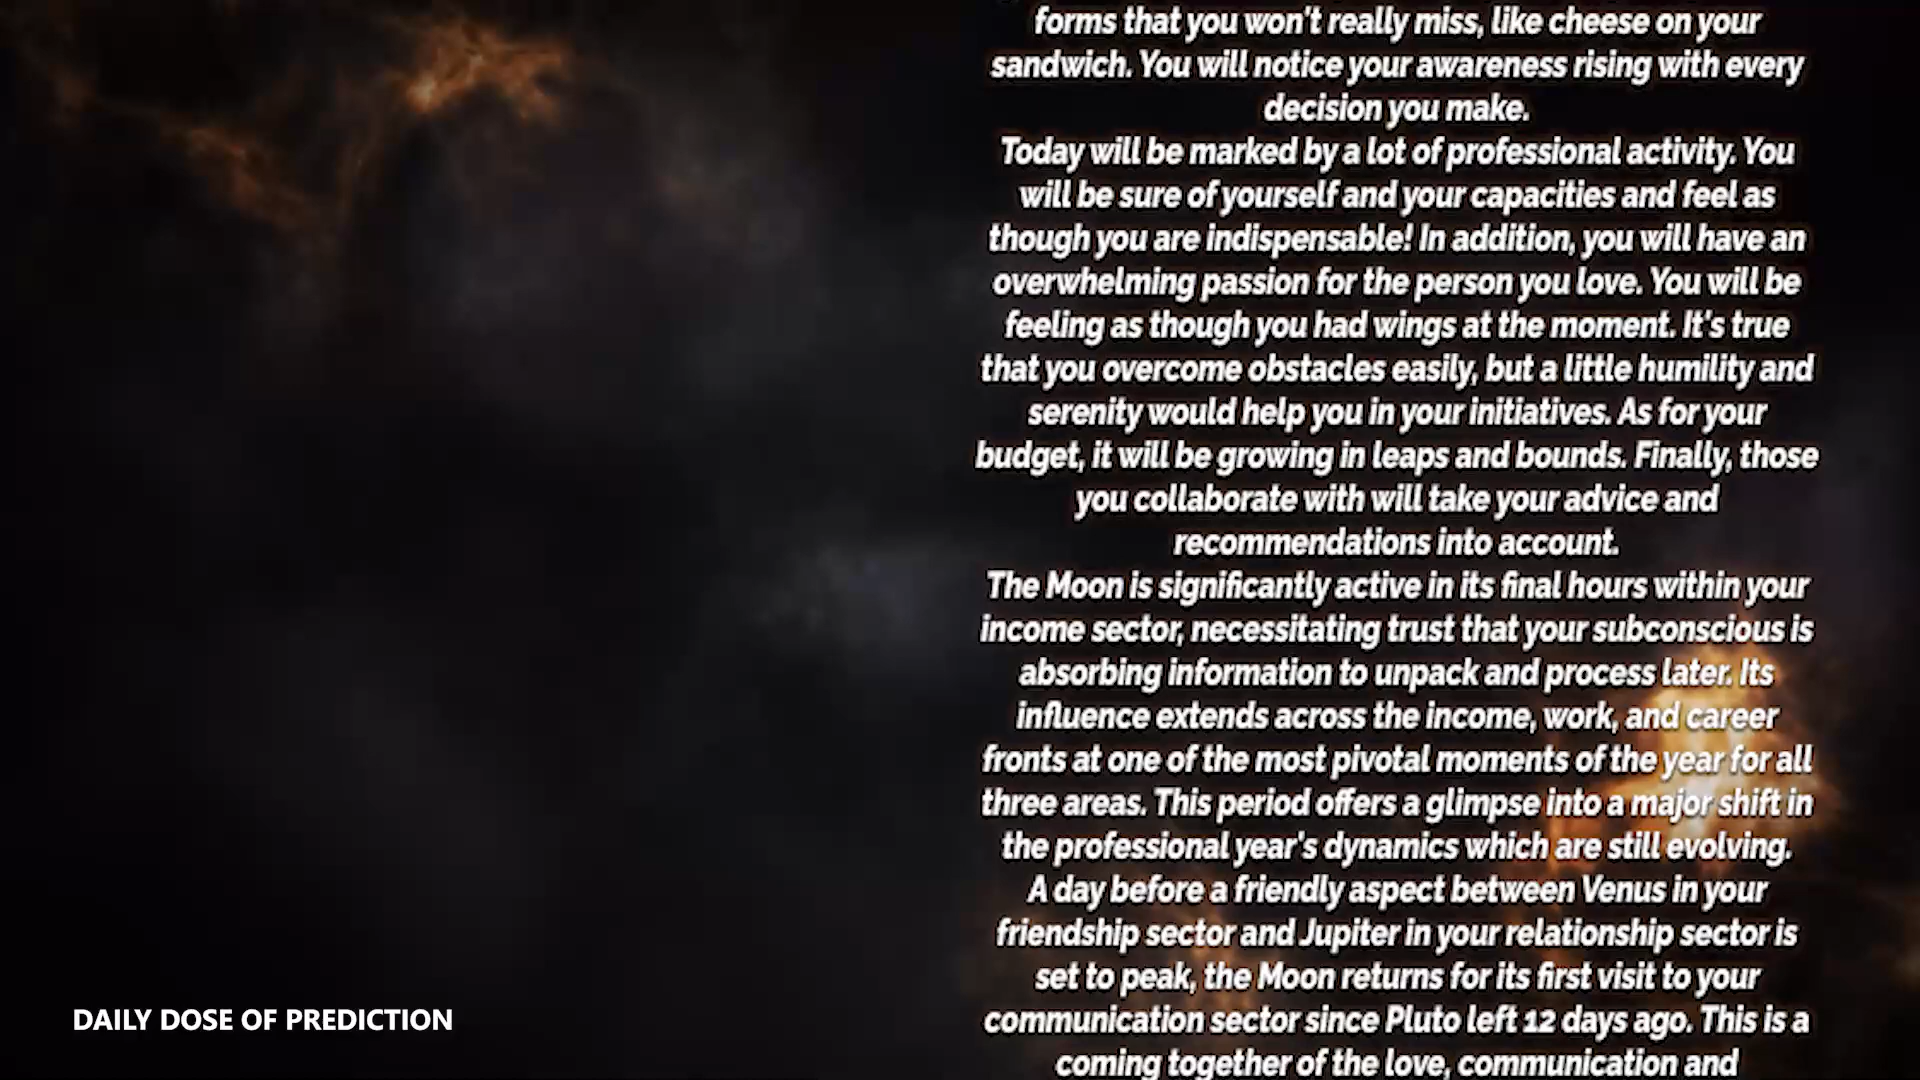 forms that you won't really miss, like cheese on your
sandwich. You will notice your awareness rising with every
decision you make.
Today will be marked by a lot of professional activity. You
will be sure of yourself and your capacities and feel as
though you are indispensable! In addition, you will have an
overwhelming passion for the person you love. You will be
feeling as though you had wings at the moment. It's true
that you overcome obstacles easily, but a little humility and
serenity would help you in your initiatives. As for your
budget, it will be growing in leaps and bounds. Finally, those
you collaborate with will take your advice and
recommendations into account.
The Moon is significantly active in its final hours within your
income sector, necessitating trust that your subconscious is
absorbing information to unpack and process later. Its
influence extends across the income, work, and career
fronts at one of the most pivotal moments of the year for all
three areas. This period offers a glimpse into a major shift in
the professional year's dynamics which are still evolving.
A day before a friendly aspect between Venus in your
friendship sector and Jupiter in your relationship sector is
set to peak, the Moon returns for its first visit to your
communication sector since Pluto left 12 days ago. This is a
coming together of the love, communication and
DAILY DOSE OF PREDICTION